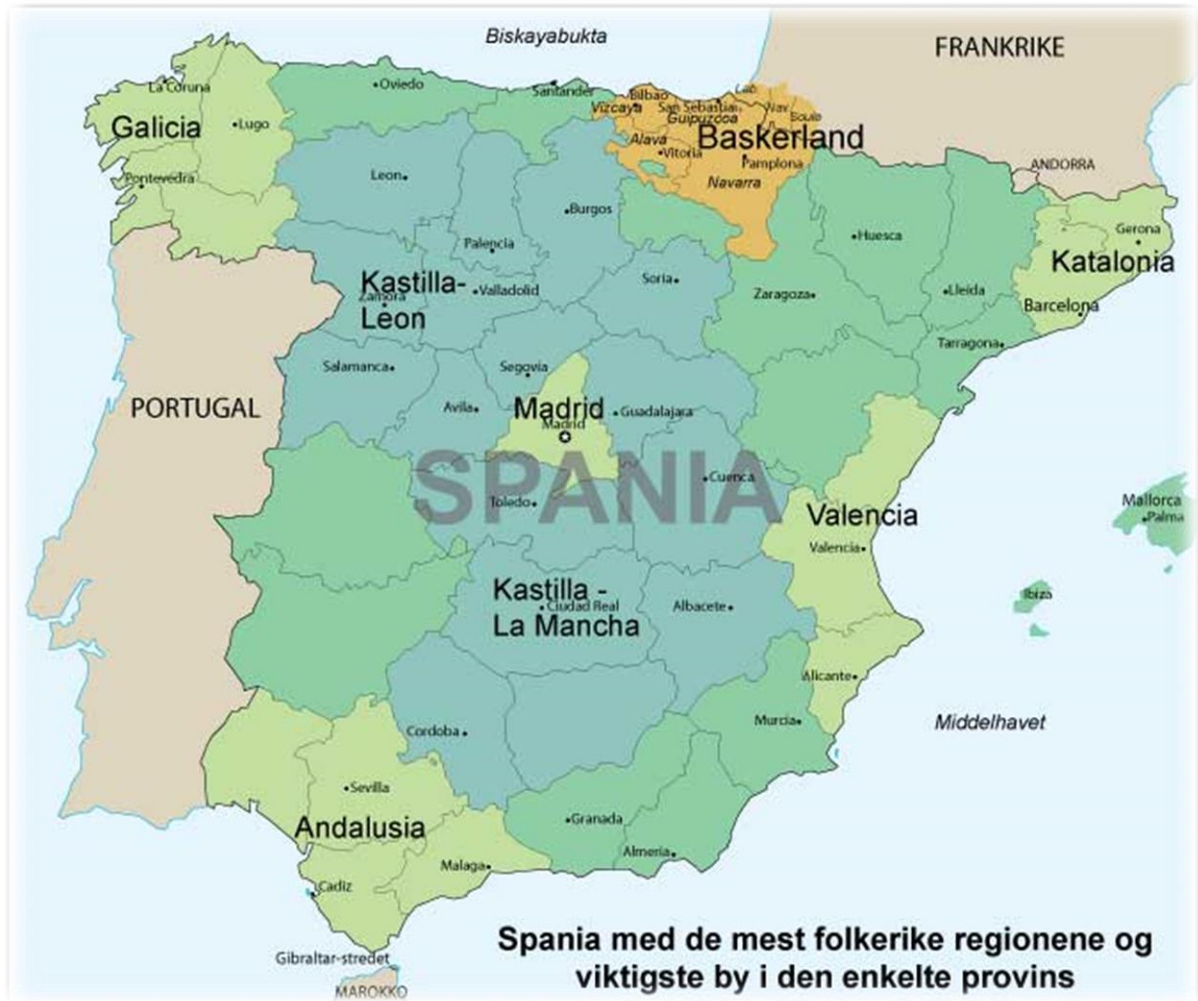 Biskayabukta
FRANKRIKE
La Coruna
Oviedo
Santander
Bilbao
Lab.
Vizcaya
San Sebastian
Nav.
Guipuzcoa
Soule
Galicia
Lugo
Alava
Baskerland
Vitoria
Pamplona
ANDORRA
Pontevedra
Leon
Navarra
Burgos
Gerona
Palencia
Huesca
Katalonia
Soria
Kastilla-
Leon
Zamora
Valladolid
Zaragoza
Lleida
Barcelona
Tarragona
Salamanca
Segovia
PORTUGAL
Avila
Madrid
Madrid
Guadalajara
SPANIA
Cuenca
Toledo
Mallorca
Palma
Valencia
Valencia
Kastilla -
La Mancha
Ciudad Real
Albacete
Ibiza
Alicante
Murcia
Middelhavet
Cordoba
Sevilla
Andalusia
Granada
Almeria
Malaga
Cadiz
Gibraltar-stredet
MAROKKO
Spania med de mest folkerike regionene og
viktigste by i den enkelte provins